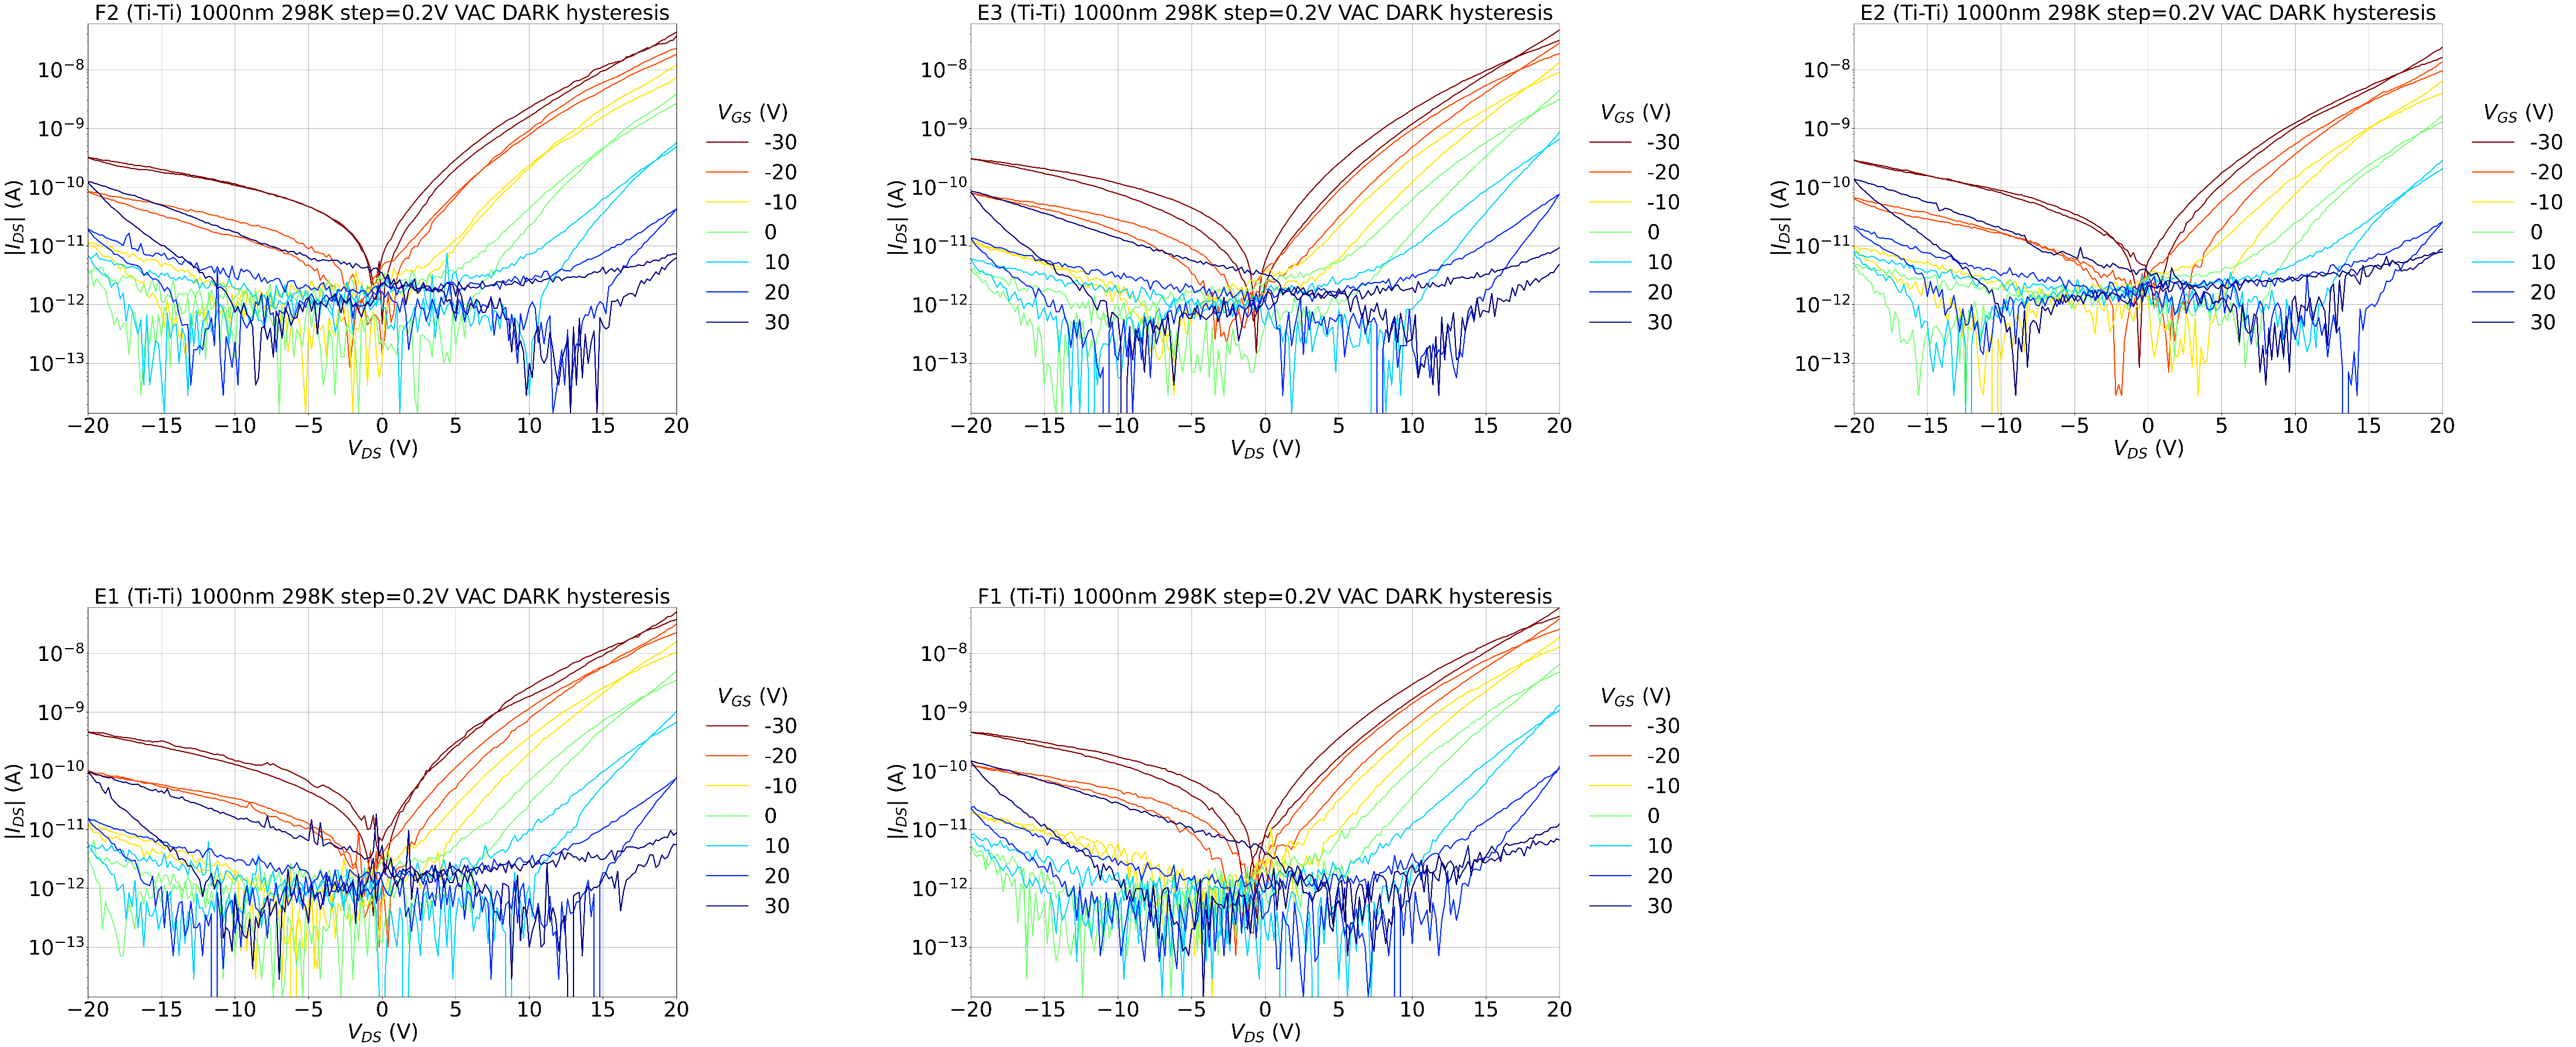 F2 (Ti-Ti) 1000nm 298K step=0.2V VAC DARK hysteresis
|I_DS| (A)
10⁻⁸
10⁻⁹
10⁻¹⁰
10⁻¹¹
10⁻¹²
10⁻¹³
−20 −15 −10 −5 0 5 10 15 20
V_DS (V)
V_GS (V)
-30
-20
-10
0
10
20
30
E3 (Ti-Ti) 1000nm 298K step=0.2V VAC DARK hysteresis
|I_DS| (A)
10⁻⁸
10⁻⁹
10⁻¹⁰
10⁻¹¹
10⁻¹²
10⁻¹³
−20 −15 −10 −5 0 5 10 15 20
V_DS (V)
V_GS (V)
-30
-20
-10
0
10
20
30
E2 (Ti-Ti) 1000nm 298K step=0.2V VAC DARK hysteresis
|I_DS| (A)
10⁻⁸
10⁻⁹
10⁻¹⁰
10⁻¹¹
10⁻¹²
10⁻¹³
−20 −15 −10 −5 0 5 10 15 20
V_DS (V)
V_GS (V)
-30
-20
-10
0
10
20
30
E1 (Ti-Ti) 1000nm 298K step=0.2V VAC DARK hysteresis
|I_DS| (A)
10⁻⁸
10⁻⁹
10⁻¹⁰
10⁻¹¹
10⁻¹²
10⁻¹³
−20 −15 −10 −5 0 5 10 15 20
V_DS (V)
V_GS (V)
-30
-20
-10
0
10
20
30
F1 (Ti-Ti) 1000nm 298K step=0.2V VAC DARK hysteresis
|I_DS| (A)
10⁻⁸
10⁻⁹
10⁻¹⁰
10⁻¹¹
10⁻¹²
10⁻¹³
−20 −15 −10 −5 0 5 10 15 20
V_DS (V)
V_GS (V)
-30
-20
-10
0
10
20
30